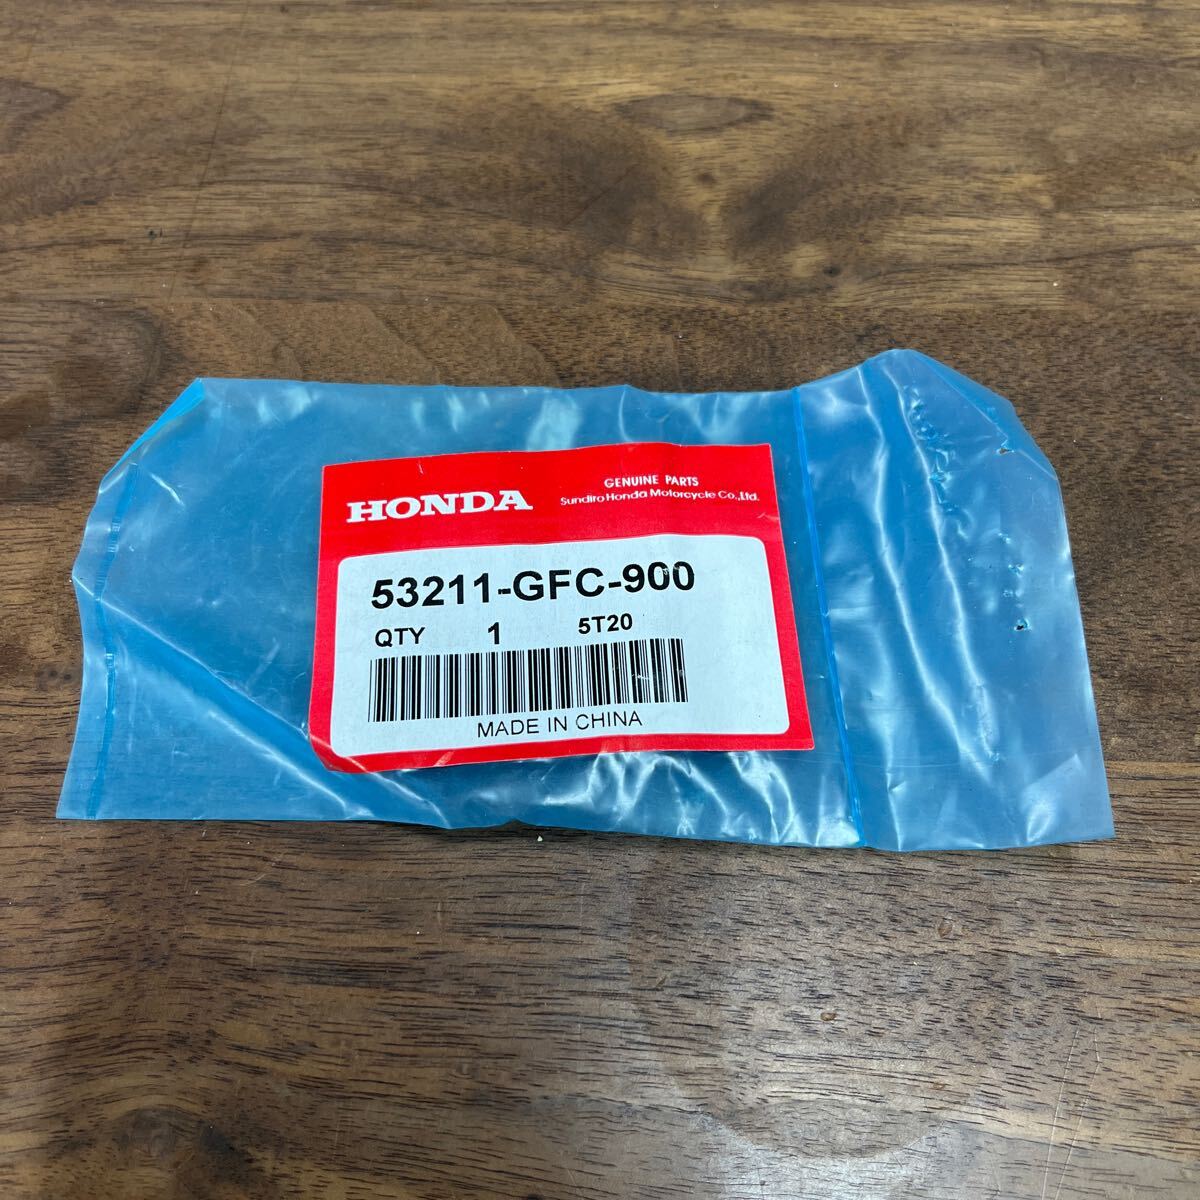 HONDA
GENUINE PARTS
Sundiro Honda Motorcycle Co.,Ltd.
53211-GFC-900
QTY 1 5T20
MADE IN CHINA